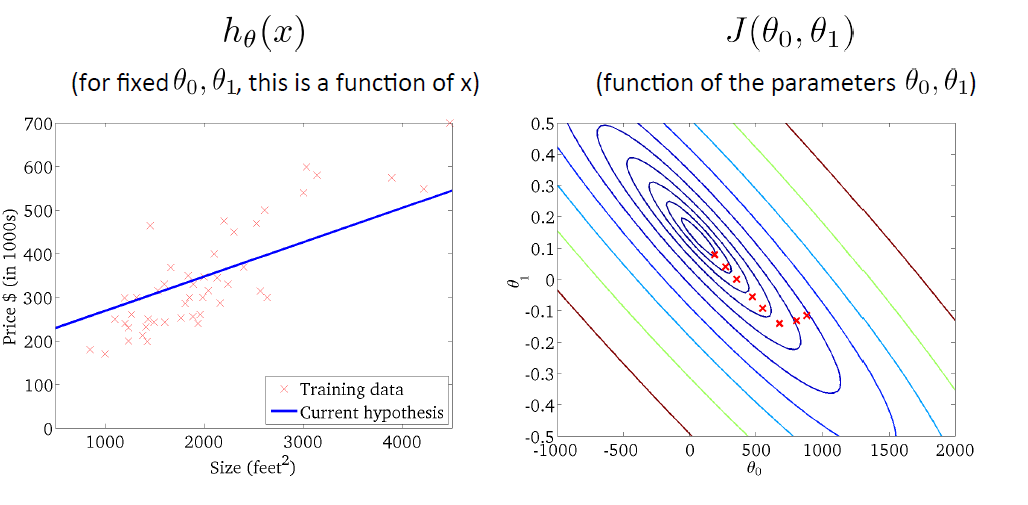 hθ(x)
(for fixed θ0, θ1, this is a function of x)
700
600
500
400
300
200
100
0
Price $ (in 1000s)
1000 2000 3000 4000
Size (feet²)
Training data
Current hypothesis
J(θ0, θ1)
(function of the parameters θ0, θ1)
0.5
0.4
0.3
0.2
0.1
0
-0.1
-0.2
-0.3
-0.4
-0.5
θ1
-1000 -500 0 500 1000 1500 2000
θ0